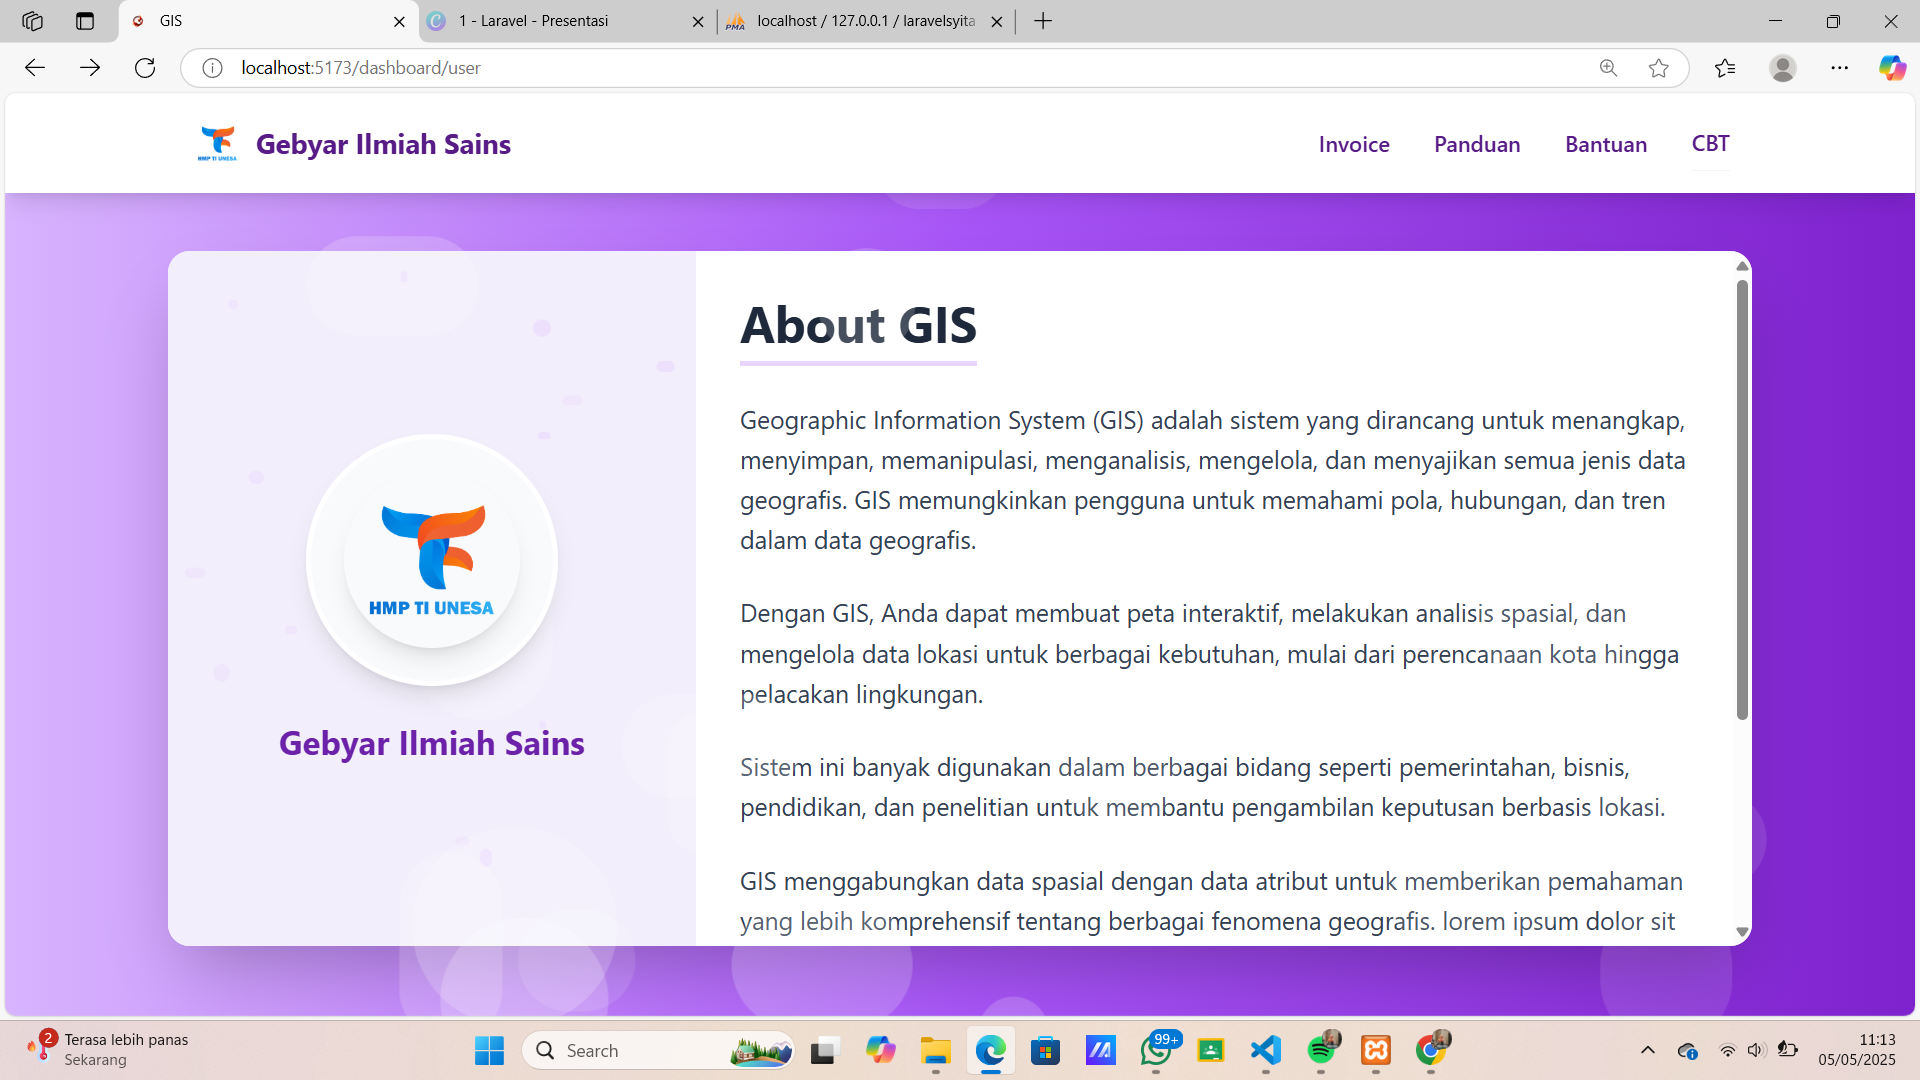 GIS
1 - Laravel - Presentasi
localhost / 127.0.0.1 / laravelsyita
localhost:5173/dashboard/user
HMP TI UNESA
Gebyar Ilmiah Sains
Invoice
Panduan
Bantuan
CBT
HMP TI UNESA
Gebyar Ilmiah Sains
About GIS
Geographic Information System (GIS) adalah sistem yang dirancang untuk menangkap,
menyimpan, memanipulasi, menganalisis, mengelola, dan menyajikan semua jenis data
geografis. GIS memungkinkan pengguna untuk memahami pola, hubungan, dan tren
dalam data geografis.
Dengan GIS, Anda dapat membuat peta interaktif, melakukan analisis spasial, dan
mengelola data lokasi untuk berbagai kebutuhan, mulai dari perencanaan kota hingga
pelacakan lingkungan.
Sistem ini banyak digunakan dalam berbagai bidang seperti pemerintahan, bisnis,
pendidikan, dan penelitian untuk membantu pengambilan keputusan berbasis lokasi.
GIS menggabungkan data spasial dengan data atribut untuk memberikan pemahaman
yang lebih komprehensif tentang berbagai fenomena geografis. lorem ipsum dolor sit
2
Terasa lebih panas
Sekarang
Search
99+
11:13
05/05/2025